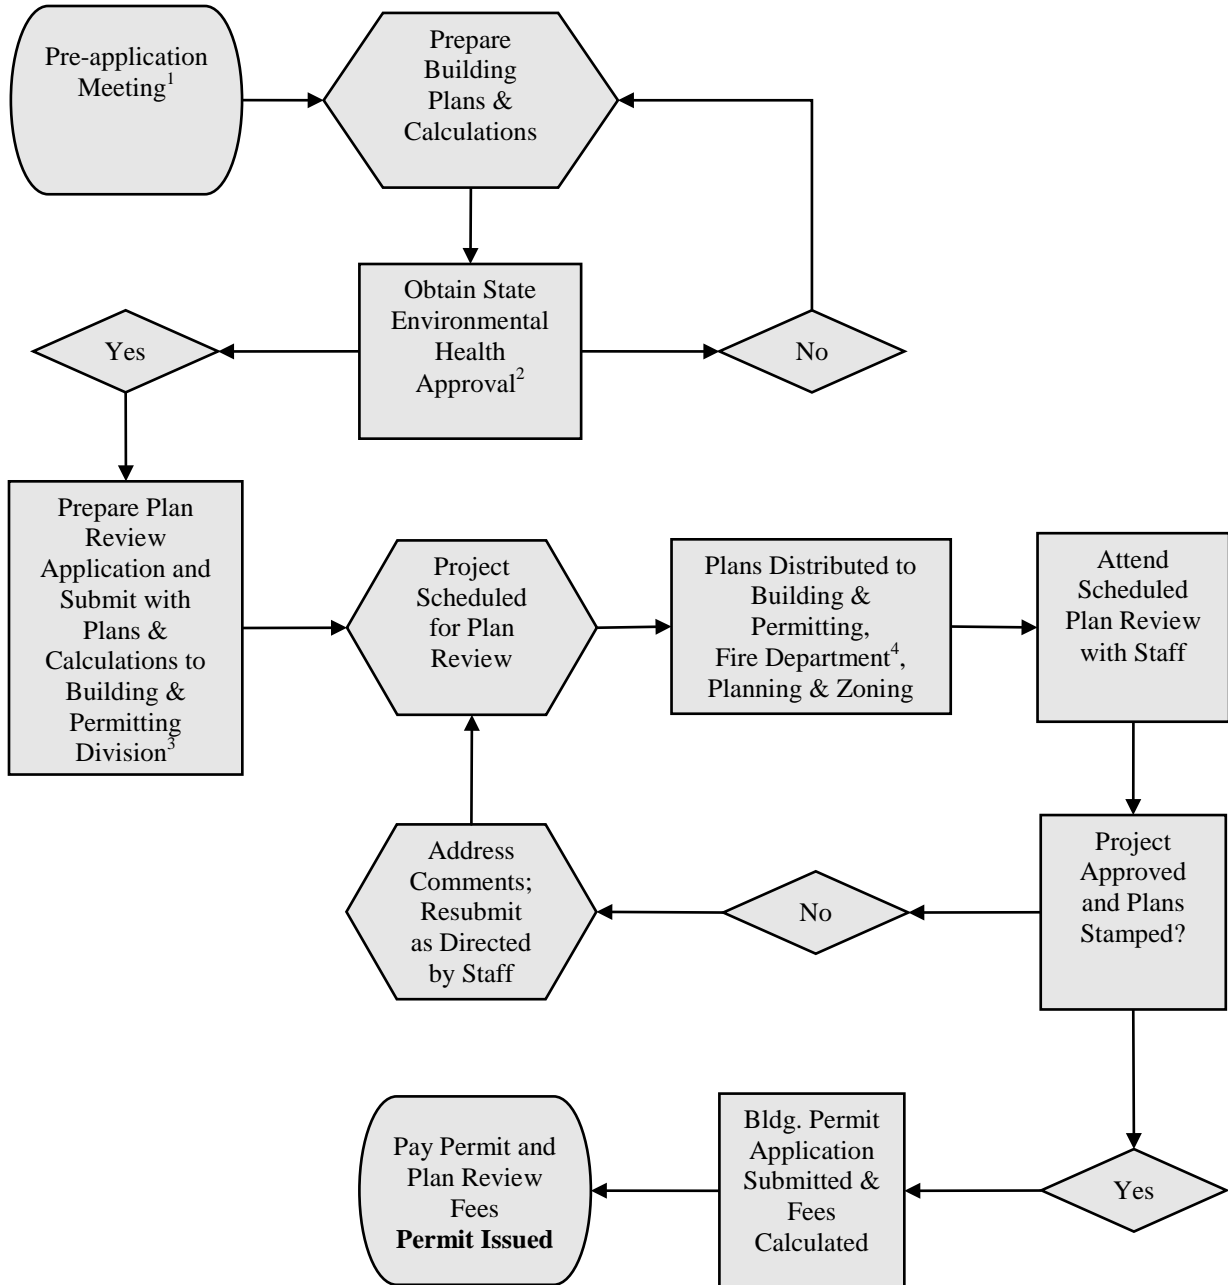 Pre-application
Meeting1
Prepare
Building
Plans &
Calculations
Obtain State
Environmental
Health
Approval2
Yes
No
Prepare Plan
Review
Application and
Submit with
Plans &
Calculations to
Building &
Permitting
Division3
Project
Scheduled
for Plan
Review
Plans Distributed to
Building &
Permitting,
Fire Department4,
Planning & Zoning
Attend
Scheduled
Plan Review
with Staff
Project
Approved
and Plans
Stamped?
No
Address
Comments;
Resubmit
as Directed
by Staff
Yes
Bldg. Permit
Application
Submitted &
Fees
Calculated
Pay Permit and
Plan Review
Fees
Permit Issued